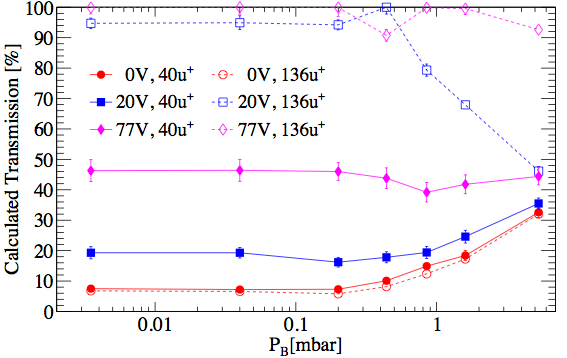 Calculated Transmission [%]
100
90
80
70
60
50
40
30
20
10
0
0V, 40u+ 0V, 136u+
20V, 40u+ 20V, 136u+
77V, 40u+ 77V, 136u+
0.01 0.1 1
PB[mbar]